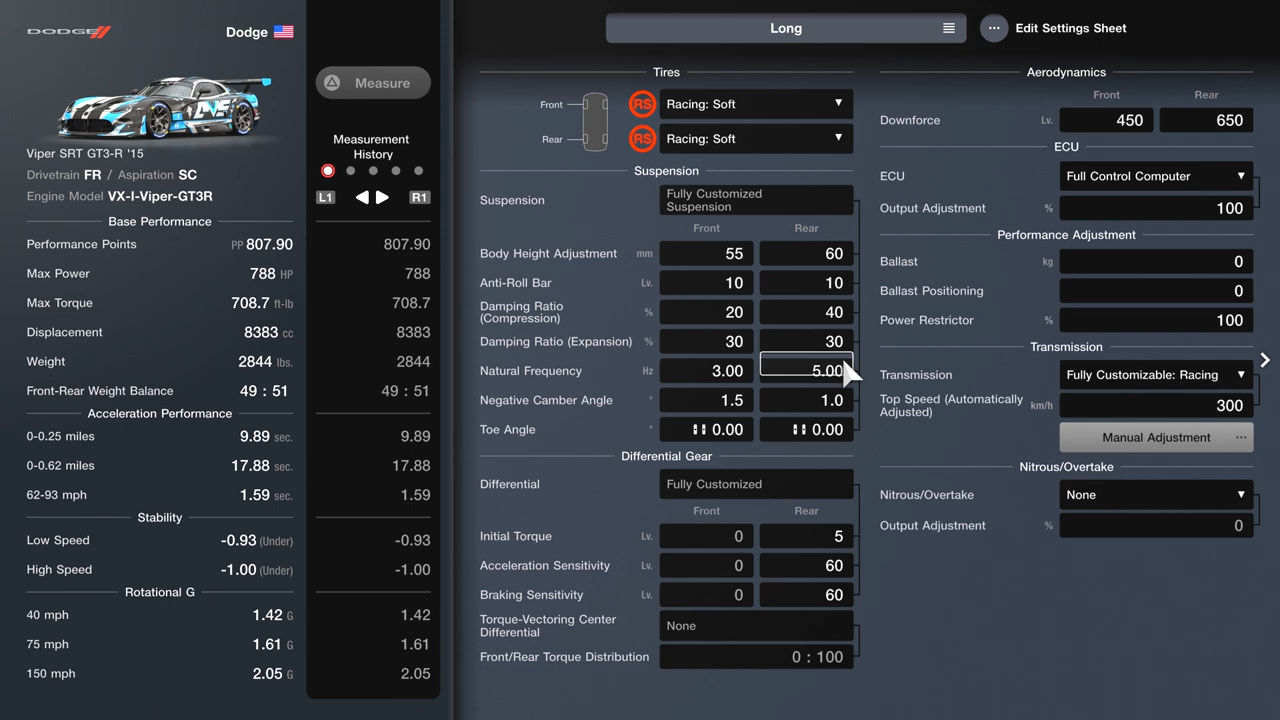 DODGE
Dodge
Viper SRT GT3-R '15
Drivetrain FR / Aspiration SC
Engine Model VX-I-Viper-GT3R
Base Performance
Performance Points PP 807.90
Max Power 788 HP
Max Torque 708.7 ft-lb
Displacement 8383 cc
Weight 2844 lbs.
Front-Rear Weight Balance 49 : 51
Acceleration Performance
0-0.25 miles 9.89 sec.
0-0.62 miles 17.88 sec.
62-93 mph 1.59 sec.
Stability
Low Speed -0.93 (Under)
High Speed -1.00 (Under)
Rotational G
40 mph 1.42 G
75 mph 1.61 G
150 mph 2.05 G
Measure
Measurement
History
L1 R1
807.90
788
708.7
8383
2844
49 : 51
9.89
17.88
1.59
-0.93
-1.00
1.42
1.61
2.05
Long
Edit Settings Sheet
Tires
Front RS Racing: Soft
Rear RS Racing: Soft
Suspension
Suspension Fully Customized
Suspension
Front Rear
Body Height Adjustment mm 55 60
Anti-Roll Bar Lv. 10 10
Damping Ratio
(Compression) % 20 40
Damping Ratio (Expansion) % 30 30
Natural Frequency Hz 3.00 5.00
Negative Camber Angle ° 1.5 1.0
Toe Angle ° 0.00 0.00
Differential Gear
Differential Fully Customized
Front Rear
Initial Torque Lv. 0 5
Acceleration Sensitivity Lv. 0 60
Braking Sensitivity Lv. 0 60
Torque-Vectoring Center
Differential None
Front/Rear Torque Distribution 0 : 100
Aerodynamics
Front Rear
Downforce Lv. 450 650
ECU
ECU Full Control Computer
Output Adjustment % 100
Performance Adjustment
Ballast kg 0
Ballast Positioning 0
Power Restrictor % 100
Transmission
Transmission Fully Customizable: Racing
Top Speed (Automatically
Adjusted) km/h 300
Manual Adjustment
Nitrous/Overtake
Nitrous/Overtake None
Output Adjustment % 0